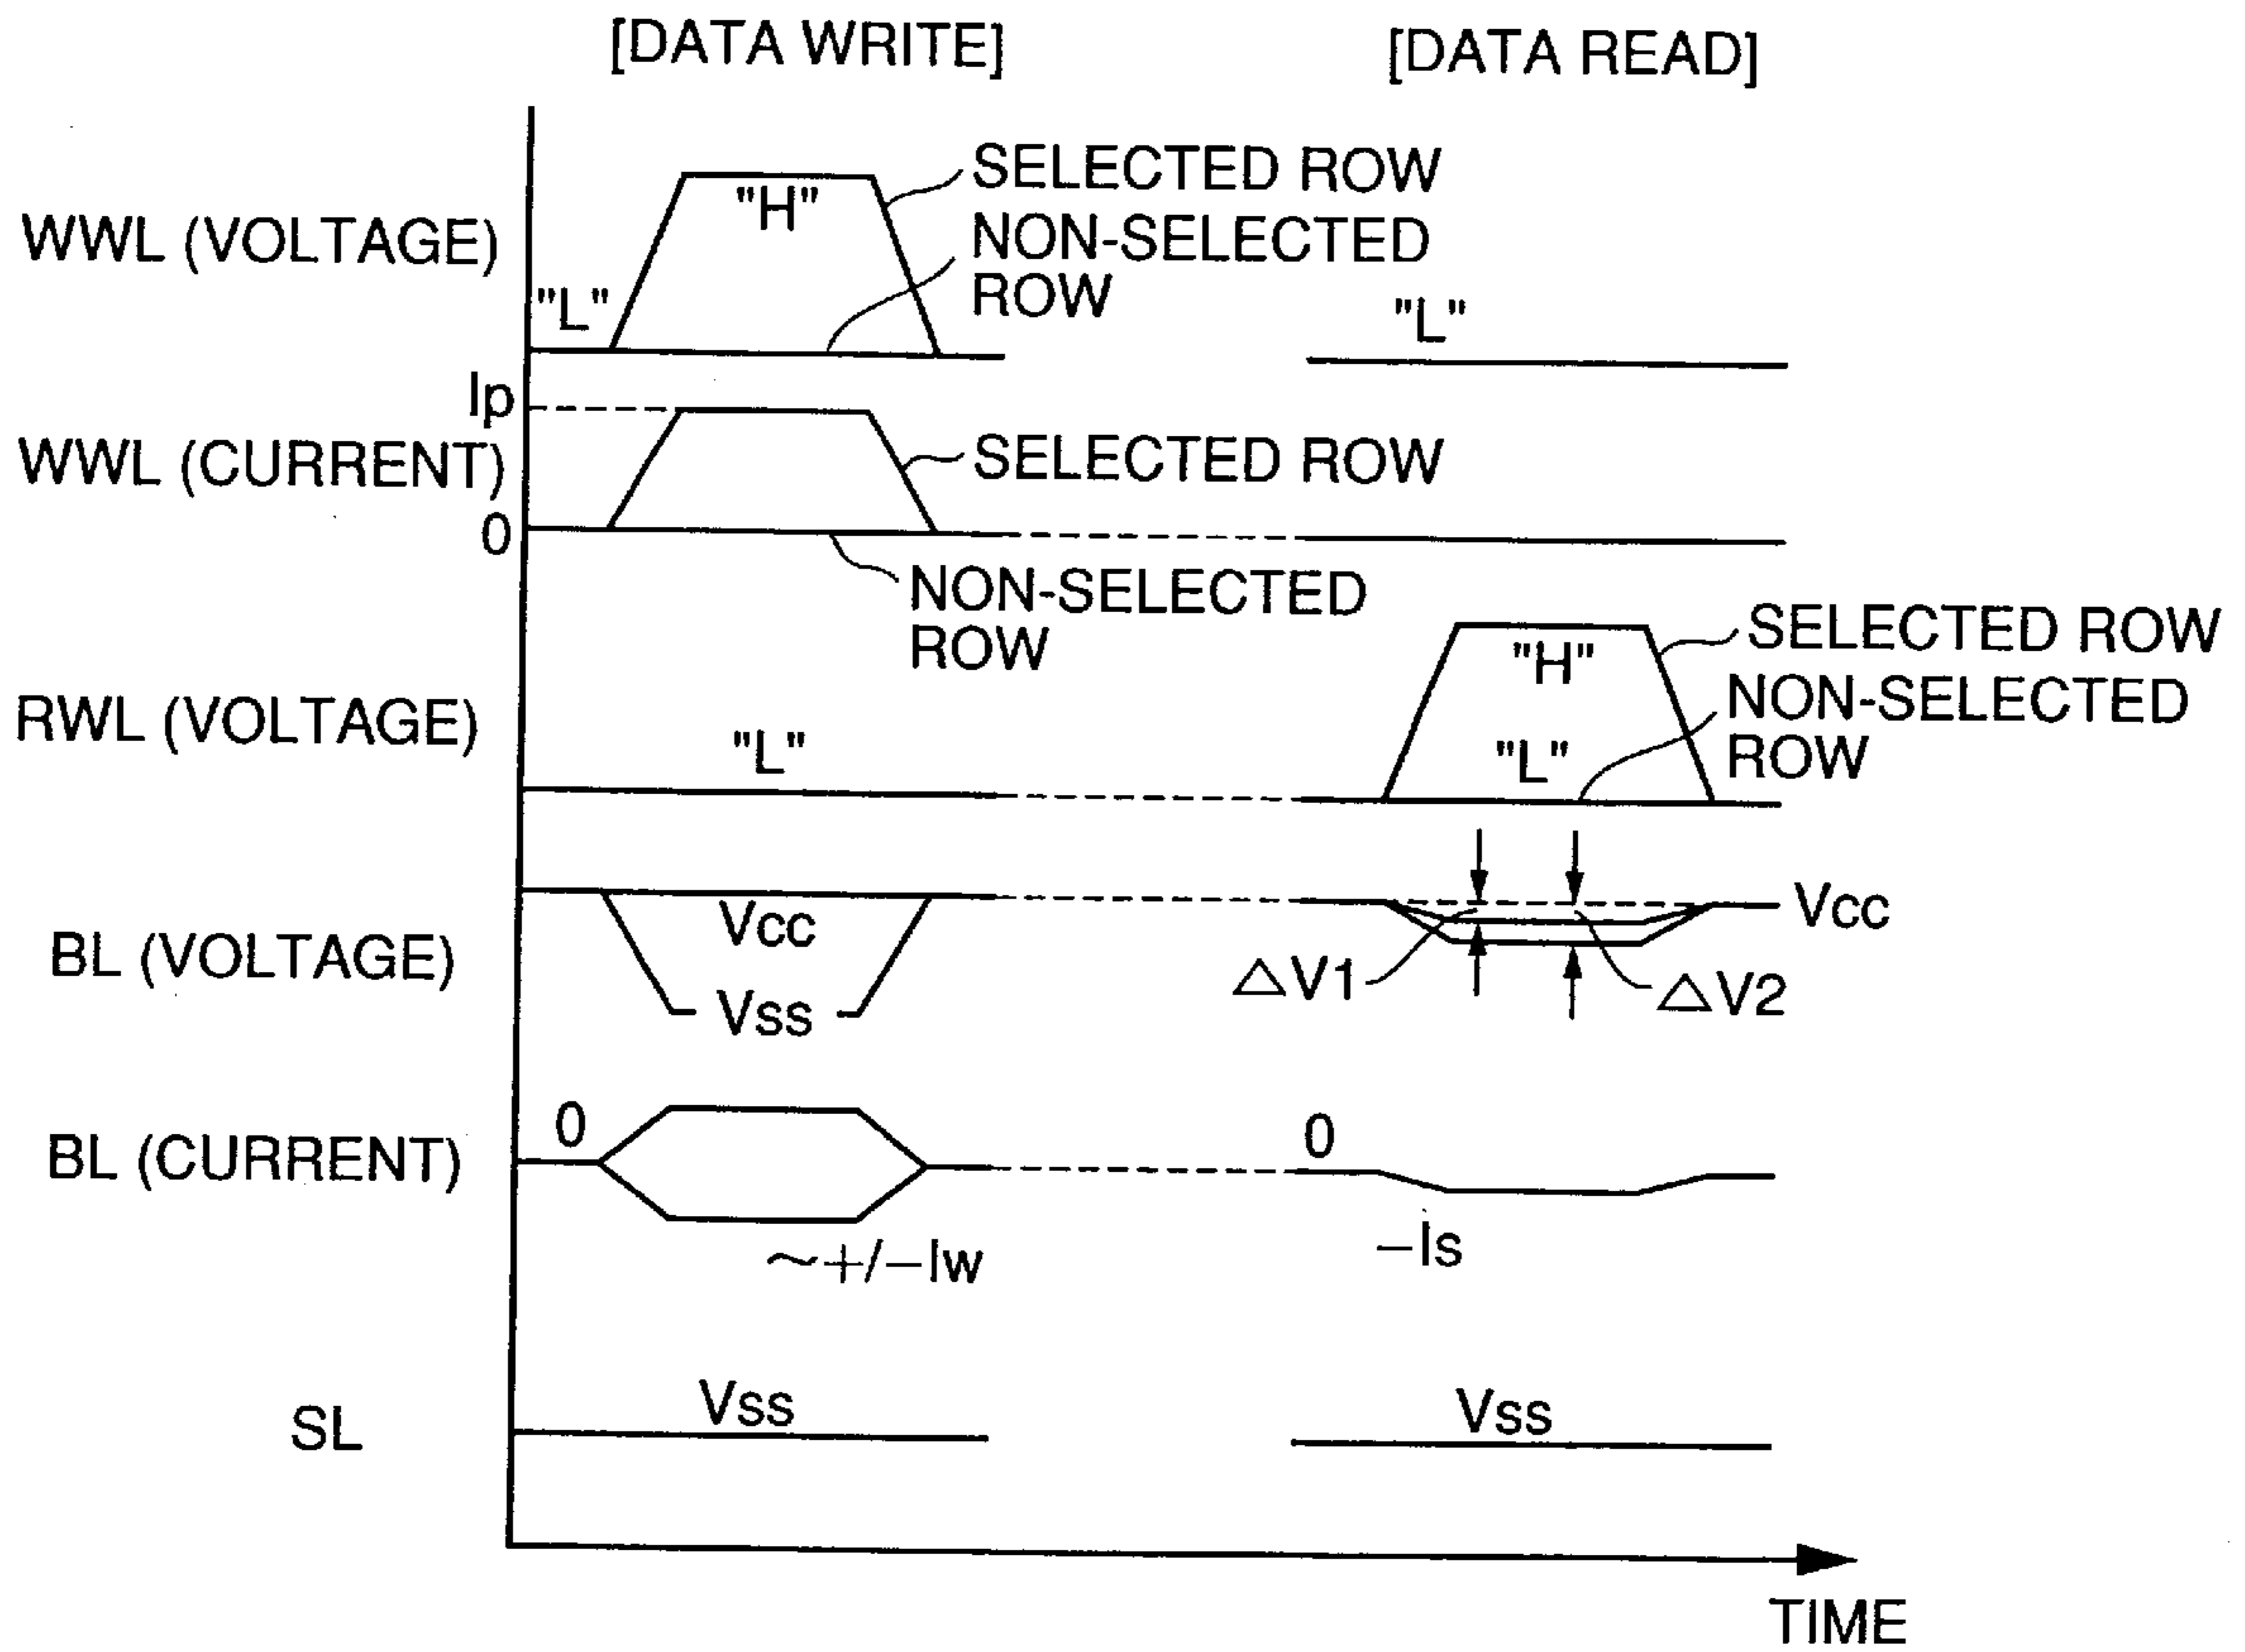 [DATA WRITE]
[DATA READ]
WWL (VOLTAGE)
"L"
"H"
SELECTED ROW
NON-SELECTED
ROW
"L"
Ip
WWL (CURRENT)
0
SELECTED ROW
NON-SELECTED
ROW
RWL (VOLTAGE)
"L"
"H"
"L"
SELECTED ROW
NON-SELECTED
ROW
BL (VOLTAGE)
Vcc
Vss
△V1
△V2
Vcc
BL (CURRENT)
0
~+/−Iw
0
−Is
SL
Vss
Vss
TIME